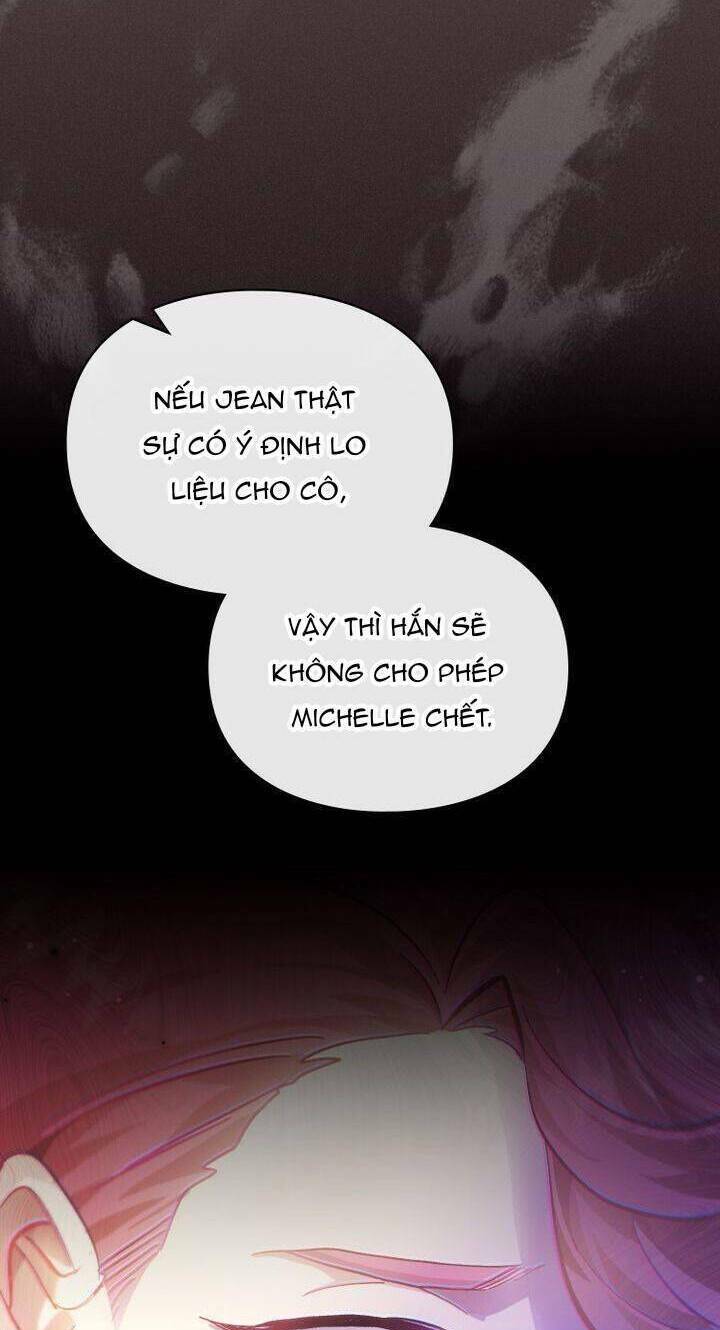 NẾU JEAN THẬT
SỰ CÓ Ý ĐỊNH LO
LIỆU CHO CÔ,
VẬY THÌ HẮN SẼ
KHÔNG CHO PHÉP
MICHELLE CHẾT.